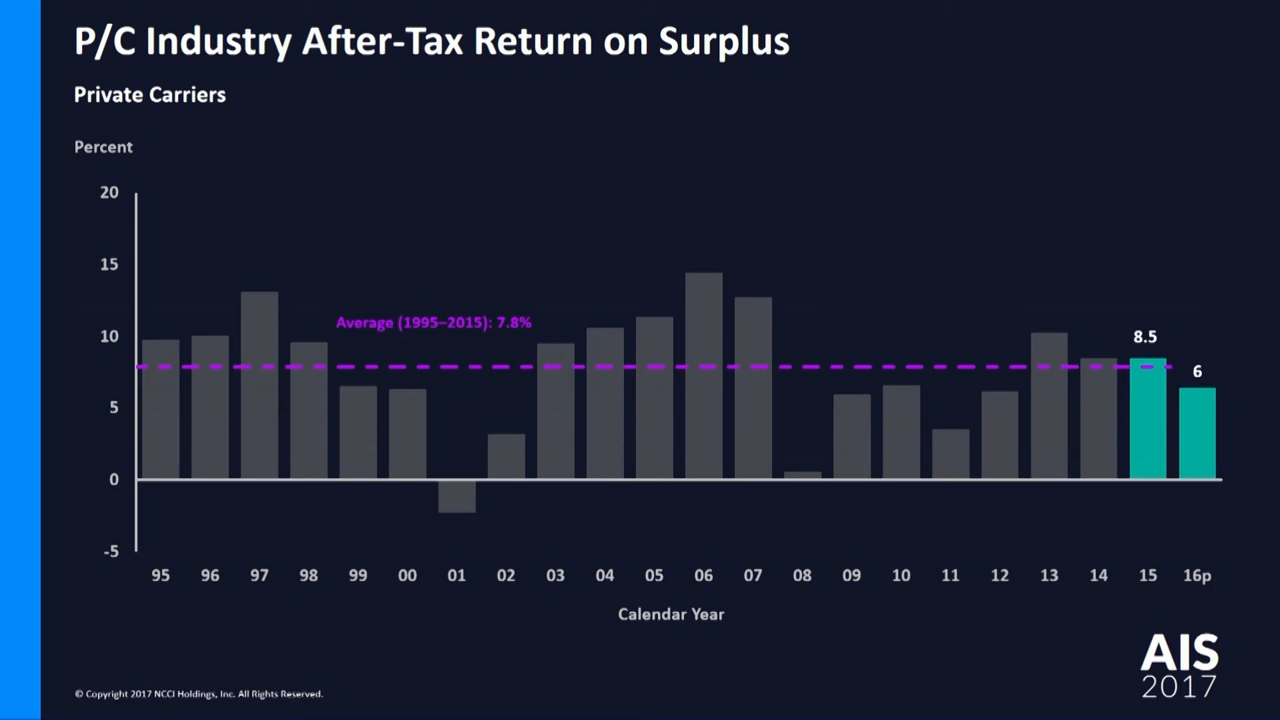 P/C Industry After-Tax Return on Surplus
Private Carriers
Percent
20
15
10
5
0
-5
Average (1995–2015): 7.8%
8.5
6
95 96 97 98 99 00 01 02 03 04 05 06 07 08 09 10 11 12 13 14 15 16p
Calendar Year
AIS
2017
© Copyright 2017 NCCI Holdings, Inc. All Rights Reserved.